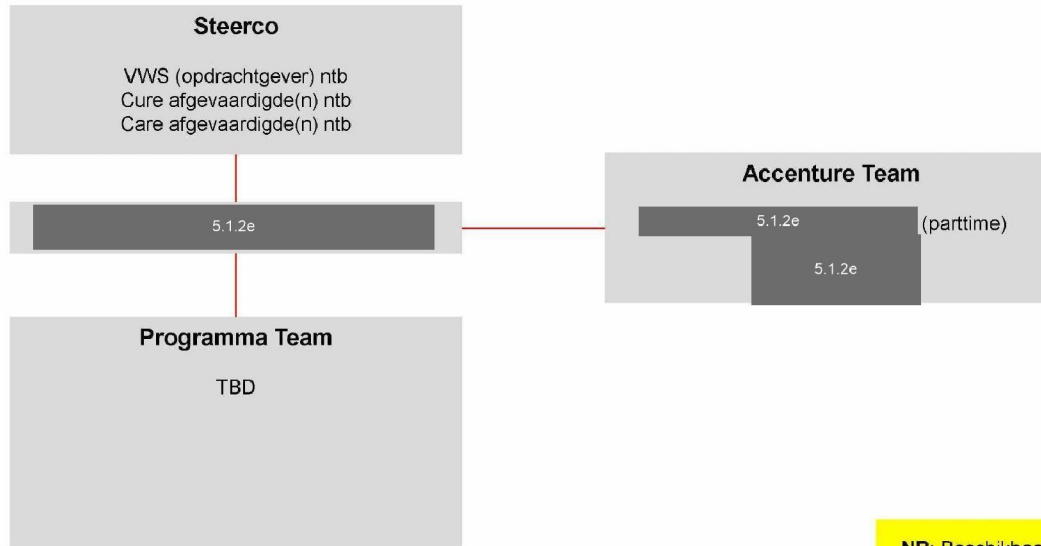 Steerco
VWS (opdrachtgever) ntb
Cure afgevaardigde(n) ntb
Care afgevaardigde(n) ntb
5.1.2e
Accenture Team
5.1.2e (parttime)
5.1.2e
Programma Team
TBD
NB: